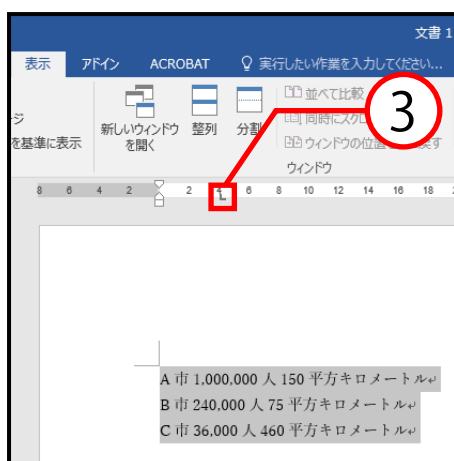 文書 1
表示 アドイン ACROBAT 実行したい作業を入力してください...
並べて比較
ジ
を基準に表示
新しいウィンドウ
を開く
整列
分割
同時にスクロ
ウィンドウの位置を
戻す
ウィンドウ
3
8 6 4 2 2 4 6 8 10 12 14 16 18
A 市 1,000,000 人 150 平方キロメートル↵
B 市 240,000 人 75 平方キロメートル↵
C 市 36,000 人 460 平方キロメートル↵